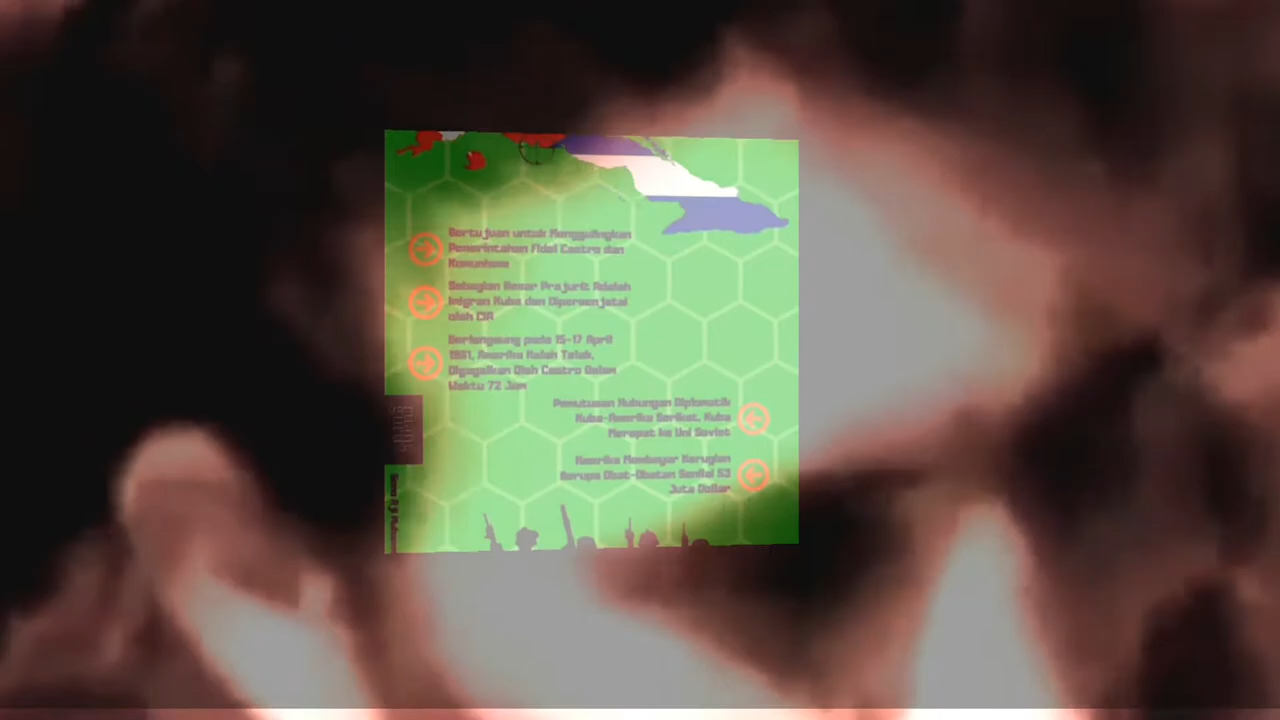 Bertujuan untuk Menggulingkan
Pemerintahan Fidel Castro dan
Komunisme
Sebagian Besar Prajurit Adalah
Imigran Kuba dan Dipersenjatai
oleh CIA
Berlangsung pada 15-17 April
1961, Amerika Kalah Telak,
Digagalkan Oleh Castro Dalam
Waktu 72 Jam
Pemutusan Hubungan Diplomatik
Kuba-Amerika Serikat, Kuba
Merapat ke Uni Soviet
Amerika Membayar Kerugian
Berupa Obat-Obatan Senilai 53
Juta Dollar